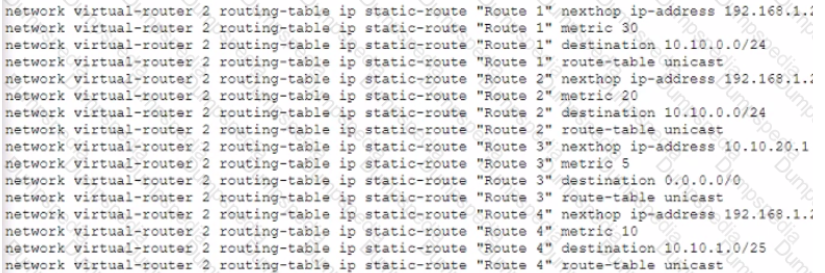 network virtual-router 2 routing-table ip static-route "Route 1" nexthop ip-address 192.168.1.2
network virtual-router 2 routing-table ip static-route "Route 1" metric 30
network virtual-router 2 routing-table ip static-route "Route 1" destination 10.10.0.0/24
network virtual-router 2 routing-table ip static-route "Route 1" route-table unicast
network virtual-router 2 routing-table ip static-route "Route 2" nexthop ip-address 192.168.1.2
network virtual-router 2 routing-table ip static-route "Route 2" metric 20
network virtual-router 2 routing-table ip static-route "Route 2" destination 10.10.0.0/24
network virtual-router 2 routing-table ip static-route "Route 2" route-table unicast
network virtual-router 2 routing-table ip static-route "Route 3" nexthop ip-address 10.10.20.1
network virtual-router 2 routing-table ip static-route "Route 3" metric 5
network virtual-router 2 routing-table ip static-route "Route 3" destination 0.0.0.0/0
network virtual-router 2 routing-table ip static-route "Route 3" route-table unicast
network virtual-router 2 routing-table ip static-route "Route 4" nexthop ip-address 192.168.1.2
network virtual-router 2 routing-table ip static-route "Route 4" metric 10
network virtual-router 2 routing-table ip static-route "Route 4" destination 10.10.1.0/25
network virtual-router 2 routing-table ip static-route "Route 4" route-table unicast